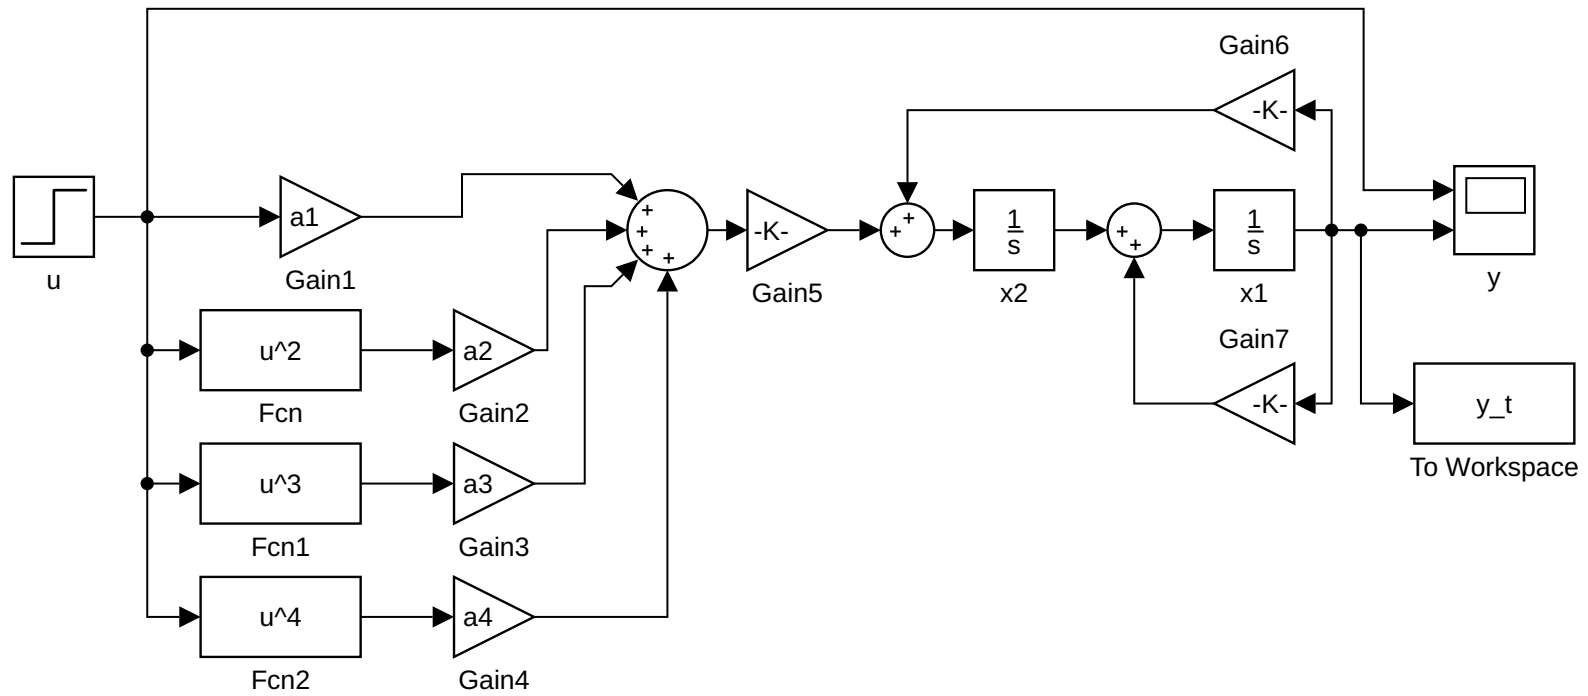 Gain6
-K-
u
a1
Gain1
+
+
+
+
-K-
Gain5
+
+
1
s
x2
+
+
1
s
x1
y
Gain7
-K-
u^2
Fcn
a2
Gain2
y_t
To Workspace
u^3
Fcn1
a3
Gain3
u^4
Fcn2
a4
Gain4